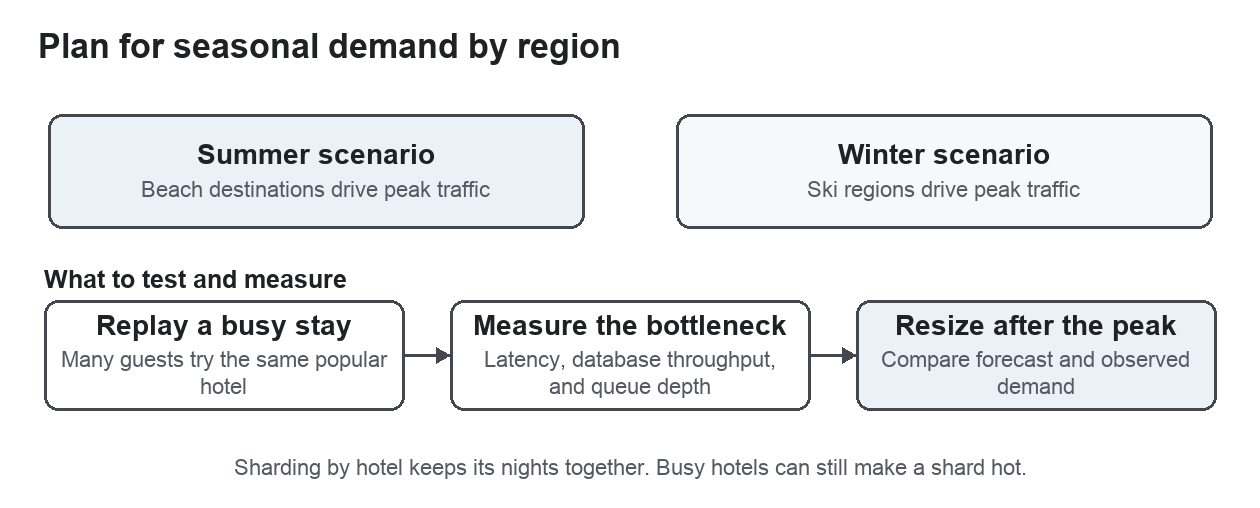 Plan for seasonal demand by region
Summer scenario
Beach destinations drive peak traffic
Winter scenario
Ski regions drive peak traffic
What to test and measure
Replay a busy stay
Many guests try the same popular
hotel
Measure the bottleneck
Latency, database throughput,
and queue depth
Resize after the peak
Compare forecast and observed
demand
Sharding by hotel keeps its nights together. Busy hotels can still make a shard hot.